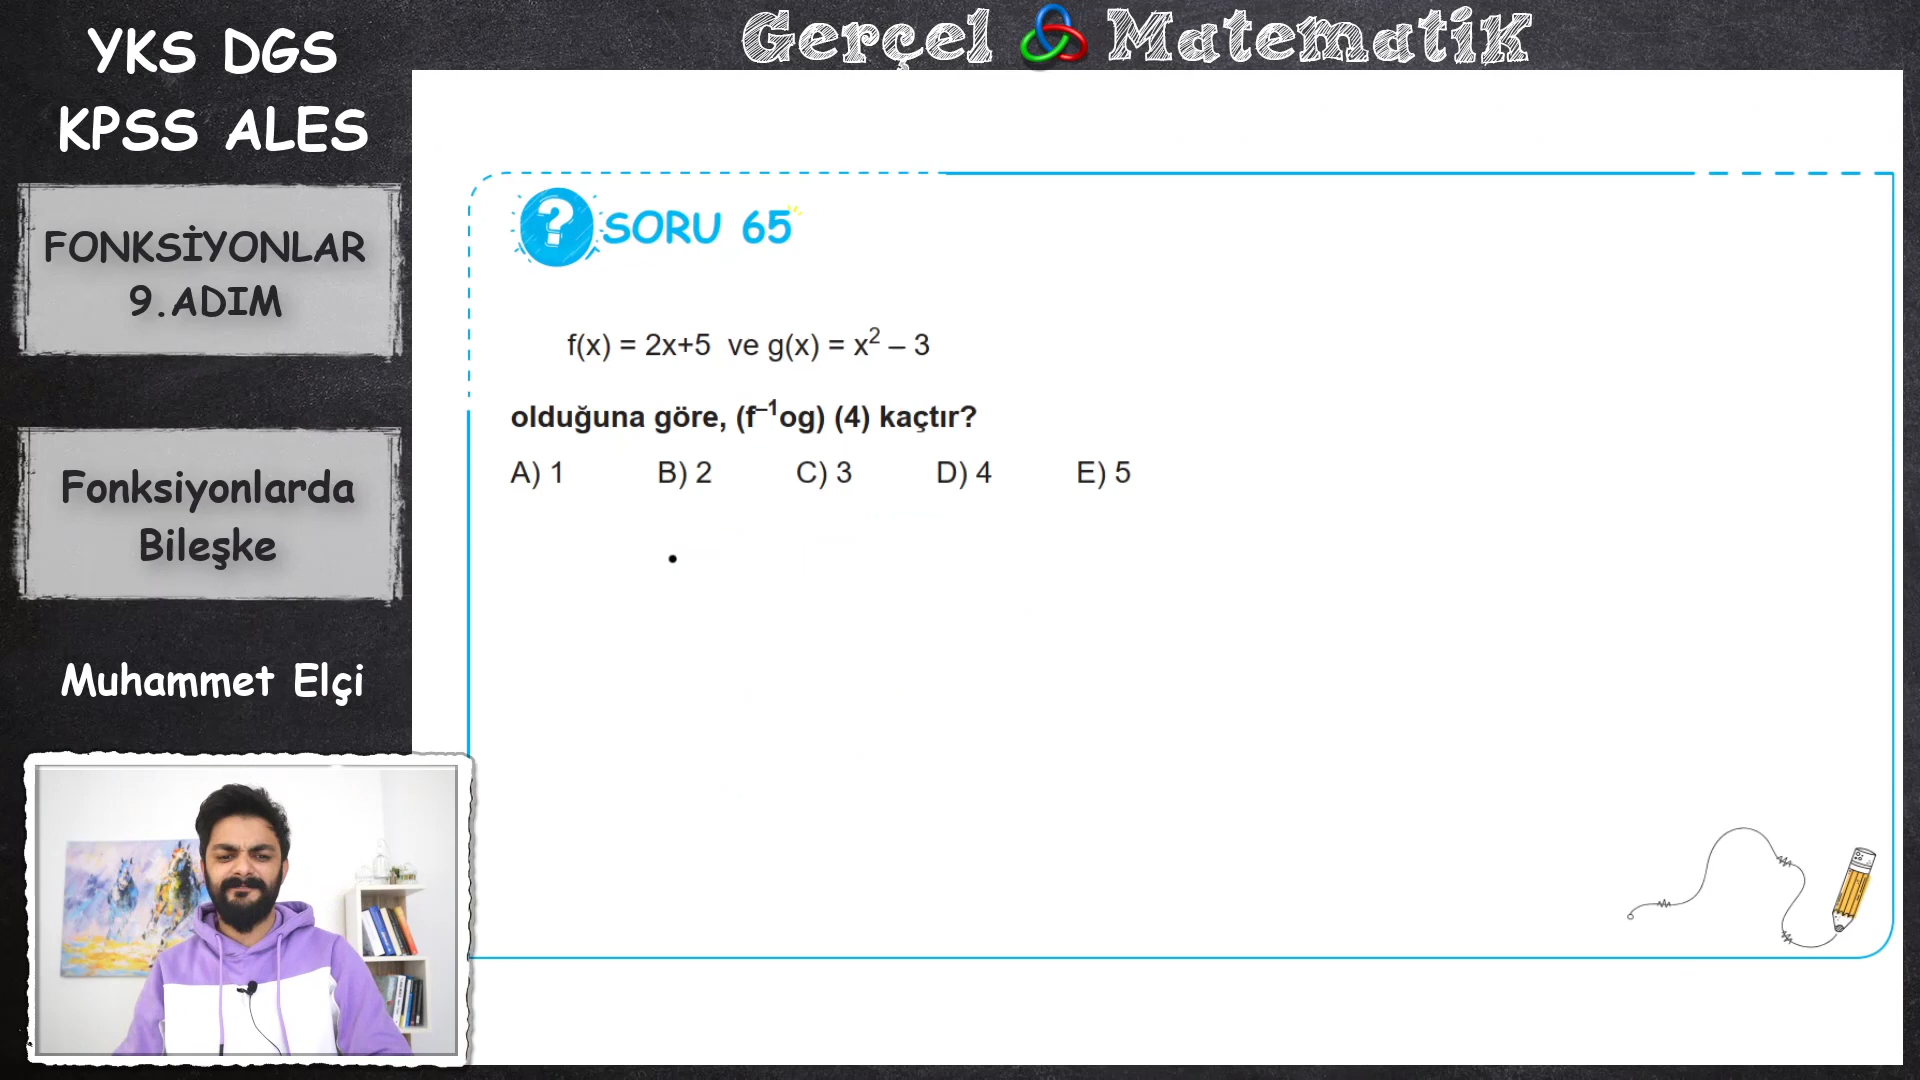 Gerçel Matematik
YKS DGS
KPSS ALES
FONKSİYONLAR
9.ADIM
Fonksiyonlarda
Bileşke
Muhammet Elçi
? SORU 65
f(x) = 2x+5 ve g(x) = x² – 3
olduğuna göre, (f⁻¹og) (4) kaçtır?
A) 1 B) 2 C) 3 D) 4 E) 5